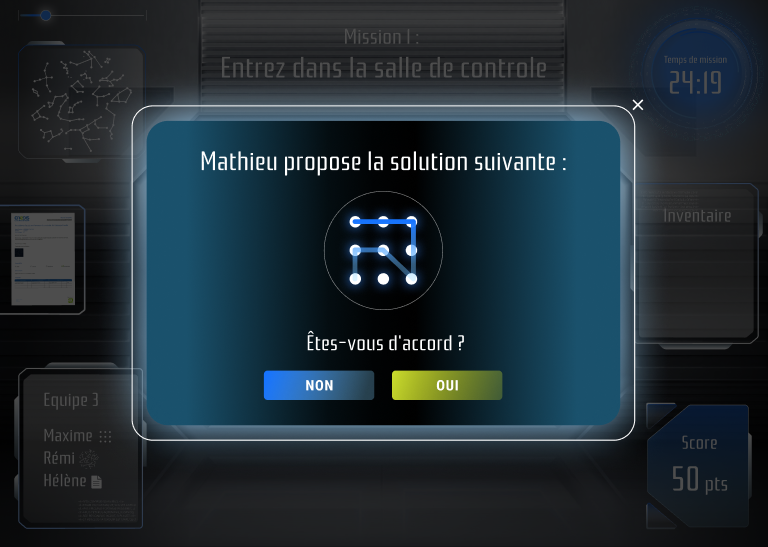 Mission 1 :
Entrez dans la salle de controle
Temps de mission
24:19
Mathieu propose la solution suivante :
Inventaire
Êtes-vous d'accord ?
NON
OUI
Equipe 3
Maxime
Rémi
Hélène
Score
50 pts